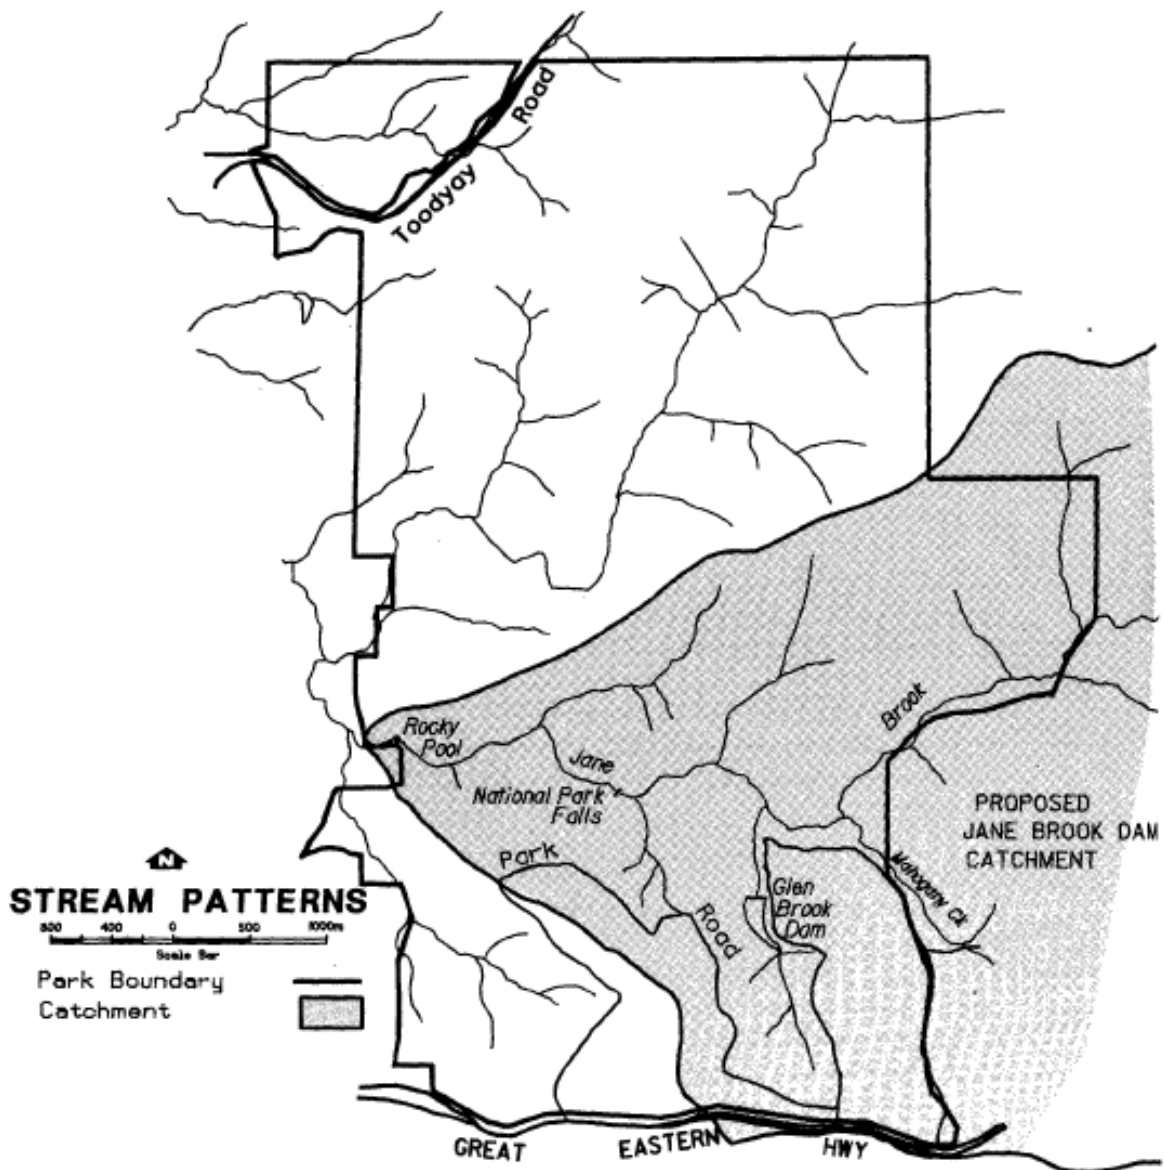 Toodyay Road
Rocky
Pool
Jane
Brook
National Park
Falls
PROPOSED
JANE BROOK DAM
CATCHMENT
Park
Road
Glen
Brook
Dam
Mahogany Ck
N
STREAM PATTERNS
400 0 500 1000m
Scale Bar
Park Boundary
Catchment
GREAT EASTERN HWY